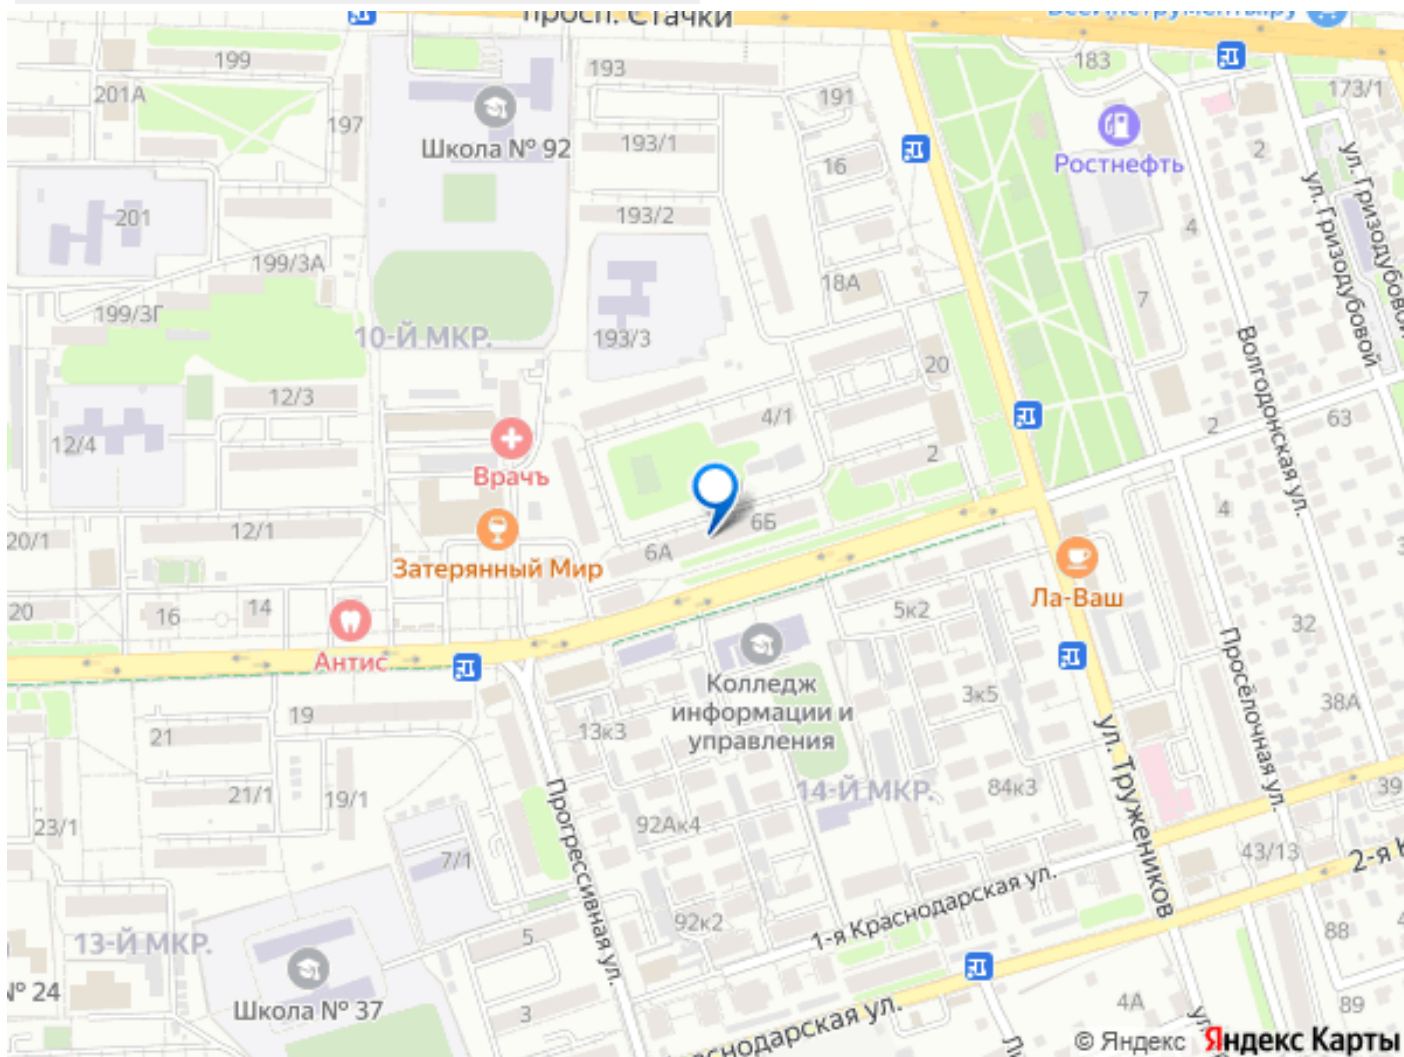 просп. Стачки
ВсеИнструменты.ру
199
193
183
201А
197
191
173/1
Школа № 92
193/1
16
Ростнефть
2
ул. Гризодубовой
ул. Гризодубовой
201
193/2
4
199/3А
18А
7
199/3Г
10-Й МКР.
193/3
Волгодонская ул.
20
12/3
4/1
2
63
12/4
Врачъ
2
4
6Б
20/1
12/1
6А
Затерянный Мир
Ла-Ваш
20
16
14
5к2
32
Антис
Колледж
информации и
управления
3к5
Просёлочная ул.
38А
19
21
13к3
ул. Тружеников
21/1
19/1
14-Й МКР.
84к3
39
23/1
Прогрессивная ул.
92Ак4
7/1
43/13
2-я К
1-я Краснодарская ул.
13-Й МКР.
5
92к2
88
№ 24
Школа № 37
3
4А
89
снодарская ул.
© Яндекс Яндекс Карты